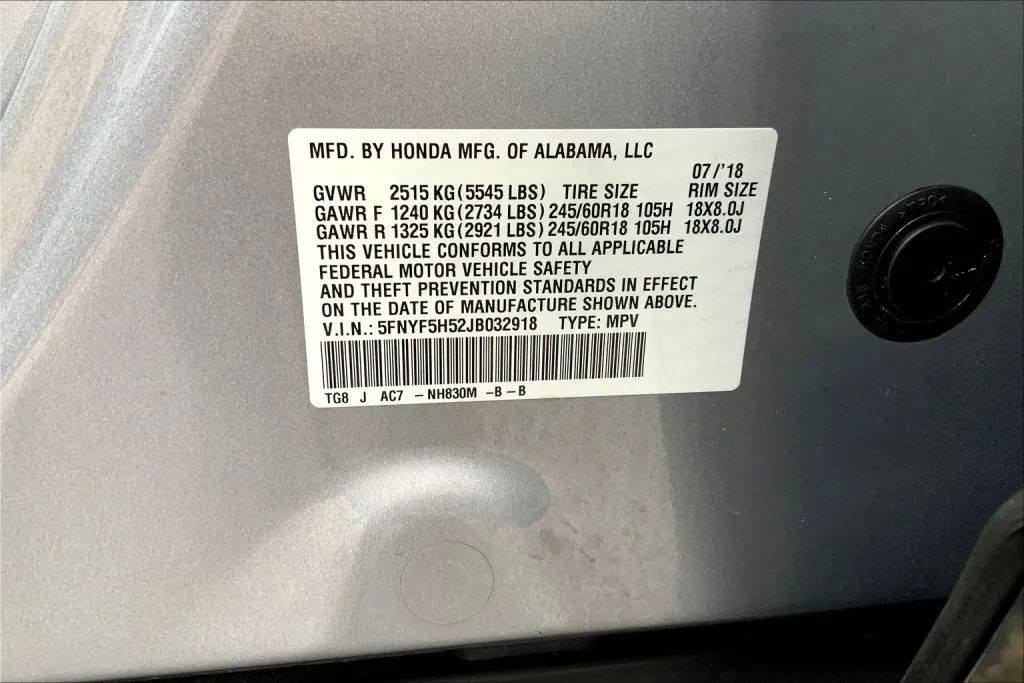 MFD. BY HONDA MFG. OF ALABAMA, LLC
07/'18
GVWR 2515 KG (5545 LBS) TIRE SIZE RIM SIZE
GAWR F 1240 KG (2734 LBS) 245/60R18 105H 18X8.0J
GAWR R 1325 KG (2921 LBS) 245/60R18 105H 18X8.0J
THIS VEHICLE CONFORMS TO ALL APPLICABLE
FEDERAL MOTOR VEHICLE SAFETY
AND THEFT PREVENTION STANDARDS IN EFFECT
ON THE DATE OF MANUFACTURE SHOWN ABOVE.
V.I.N.: 5FNYF5H52JB032918 TYPE: MPV
TG8 J AC7 -NH830M -B-B
HONDA >TPO<